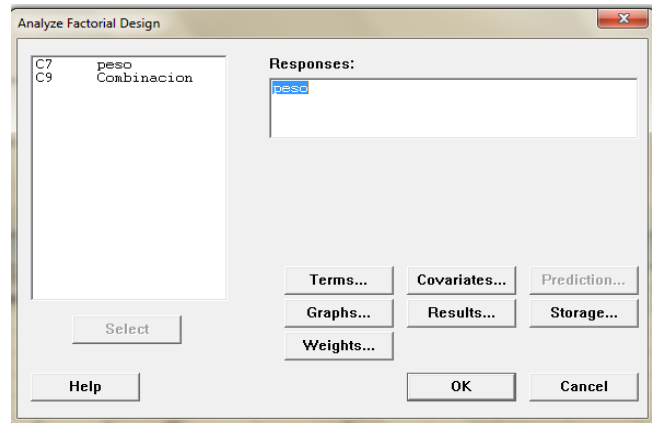 Analyze Factorial Design
C7 peso
C9 Combinacion
Responses:
peso
Terms... Covariates... Prediction...
Graphs... Results... Storage...
Select
Weights...
Help OK Cancel